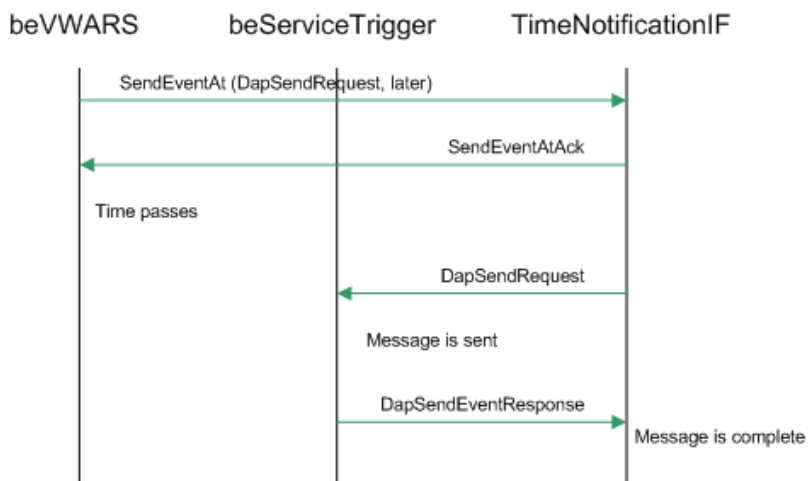 beVWARS beServiceTrigger TimeNotificationIF
SendEventAt (DapSendRequest, later)
SendEventAtAck
Time passes
DapSendRequest
Message is sent
DapSendEventResponse
Message is complete